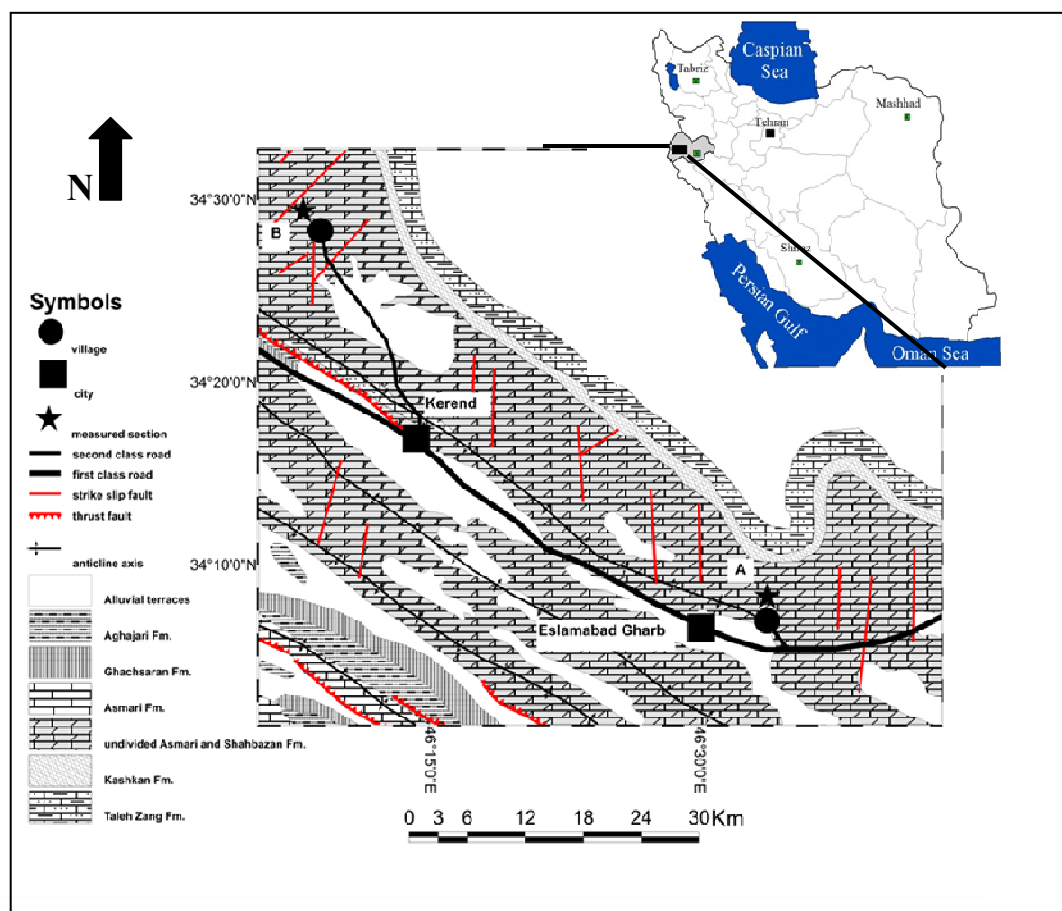 Caspian
Sea
Tabriz
Mashhad
Tehran
Shiraz
Persian Gulf
Oman Sea
N
34°30'0"N
34°20'0"N
34°10'0"N
B
Kerend
A
Eslamabad Gharb
46°15'0"E
46°30'0"E
0 3 6 12 18 24 30 Km
Symbols
village
city
measured section
second class road
first class road
strike slip fault
thrust fault
anticline axis
Alluvial terraces
Aghajari Fm.
Ghachsaran Fm.
Asmari Fm.
undivided Asmari and Shahbazan Fm.
Kashkan Fm.
Taleh Zang Fm.